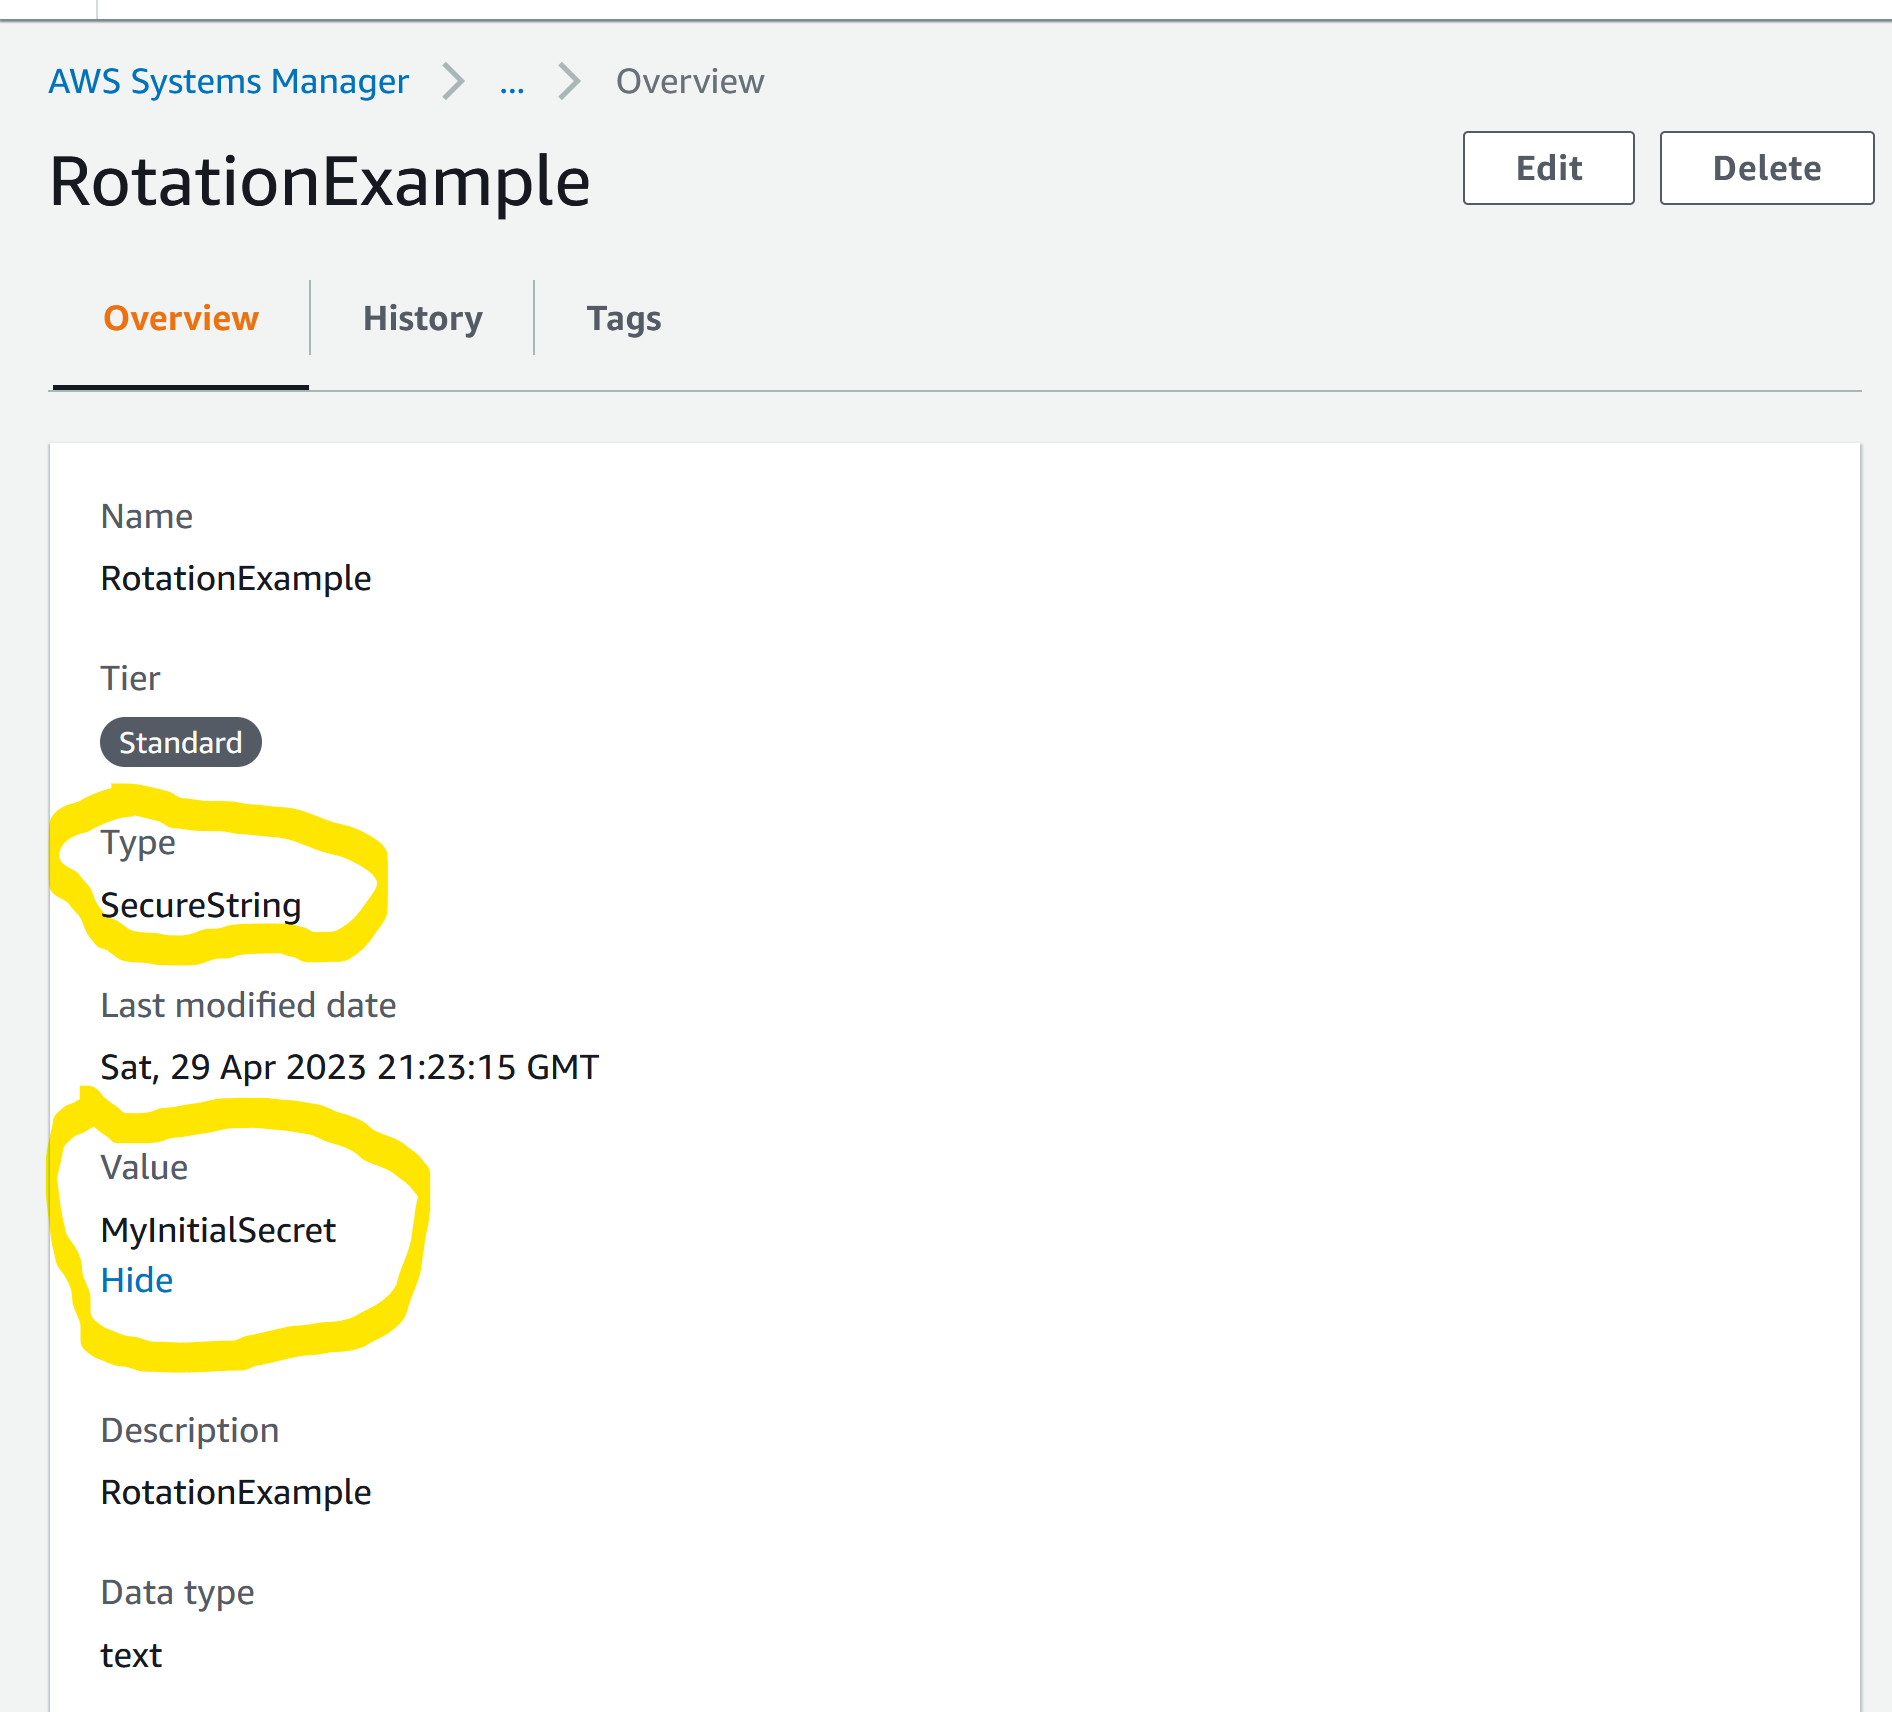 AWS Systems Manager > ... > Overview
RotationExample
Edit Delete
Overview History Tags
Name
RotationExample
Tier
Standard
Type
SecureString
Last modified date
Sat, 29 Apr 2023 21:23:15 GMT
Value
MyInitialSecret
Hide
Description
RotationExample
Data type
text